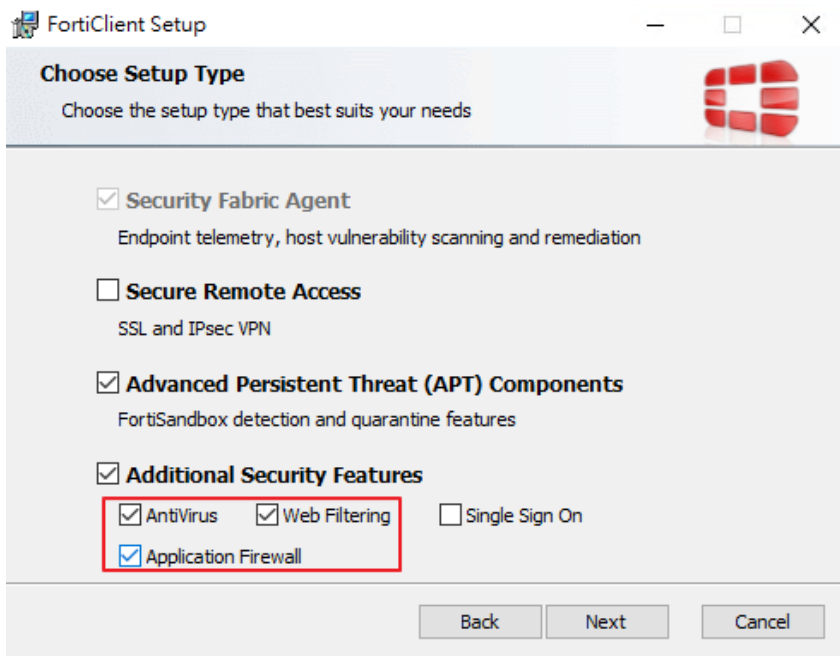 FortiClient Setup
Choose Setup Type
Choose the setup type that best suits your needs
Security Fabric Agent
Endpoint telemetry, host vulnerability scanning and remediation
Secure Remote Access
SSL and IPsec VPN
Advanced Persistent Threat (APT) Components
FortiSandbox detection and quarantine features
Additional Security Features
AntiVirus Web Filtering Single Sign On
Application Firewall
Back Next Cancel